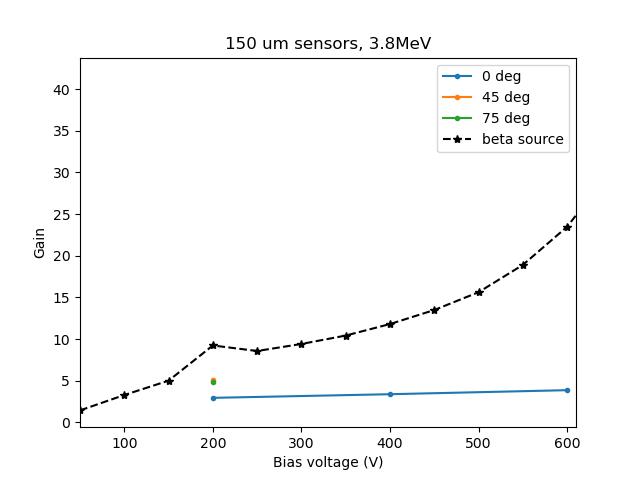 150 um sensors, 3.8MeV
0 deg
45 deg
75 deg
beta source
Gain
40
35
30
25
20
15
10
5
0
100
200
300
400
500
600
Bias voltage (V)